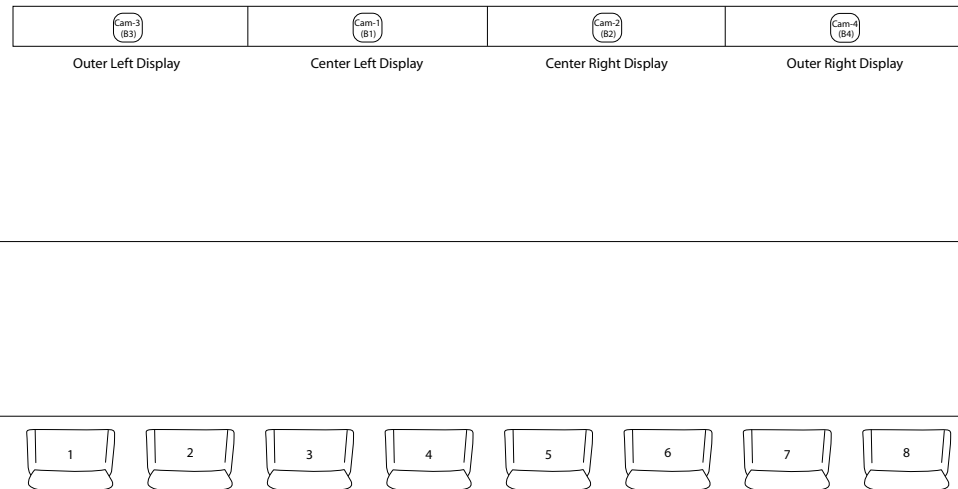 Cam-3
(B3)
Cam-1
(B1)
Cam-2
(B2)
Cam-4
(B4)
Outer Left Display
Center Left Display
Center Right Display
Outer Right Display
1
2
3
4
5
6
7
8